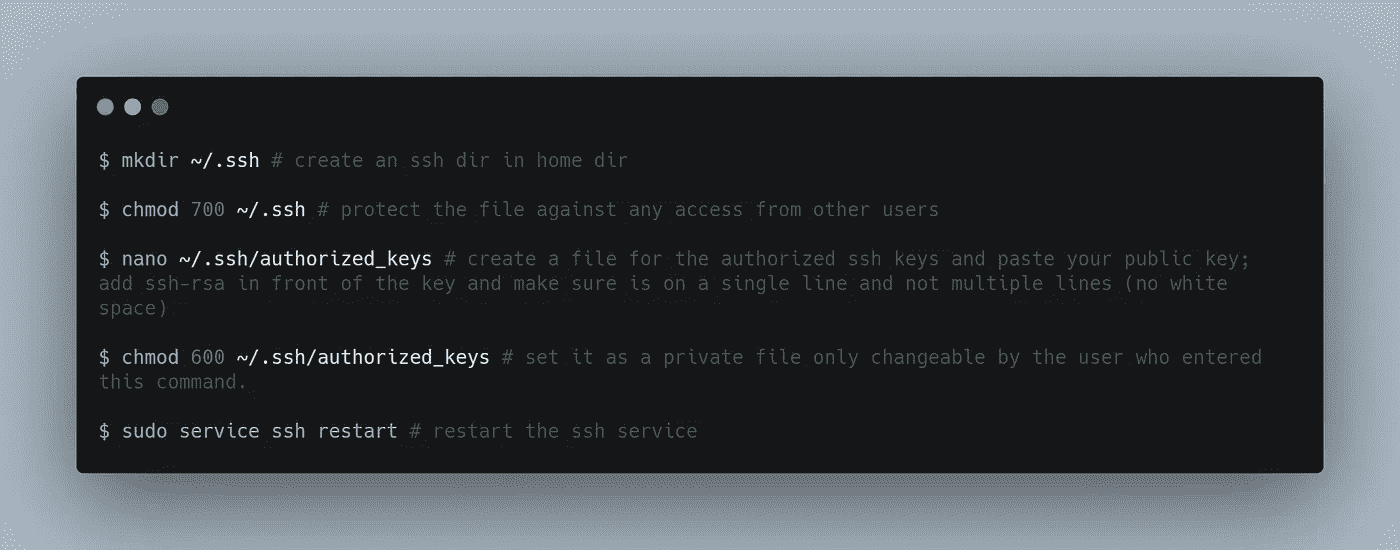 $ mkdir ~/.ssh # create an ssh dir in home dir
$ chmod 700 ~/.ssh # protect the file against any access from other users
$ nano ~/.ssh/authorized_keys # create a file for the authorized ssh keys and paste your public key;
add ssh-rsa in front of the key and make sure is on a single line and not multiple lines (no white
space)
$ chmod 600 ~/.ssh/authorized_keys # set it as a private file only changeable by the user who entered
this command.
$ sudo service ssh restart # restart the ssh service